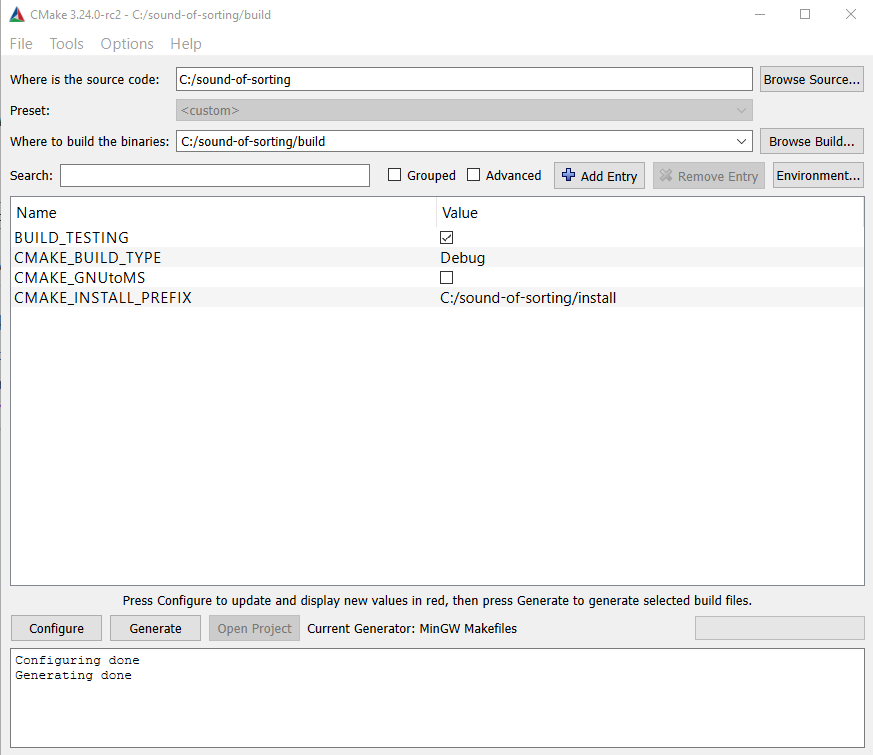 CMake 3.24.0-rc2 - C:/sound-of-sorting/build
File Tools Options Help
Where is the source code: C:/sound-of-sorting Browse Source...
Preset: <custom>
Where to build the binaries: C:/sound-of-sorting/build Browse Build...
Search: Grouped Advanced Add Entry Remove Entry Environment...
Name Value
BUILD_TESTING
CMAKE_BUILD_TYPE Debug
CMAKE_GNUtoMS
CMAKE_INSTALL_PREFIX C:/sound-of-sorting/install
Press Configure to update and display new values in red, then press Generate to generate selected build files.
Configure Generate Open Project Current Generator: MinGW Makefiles
Configuring done
Generating done